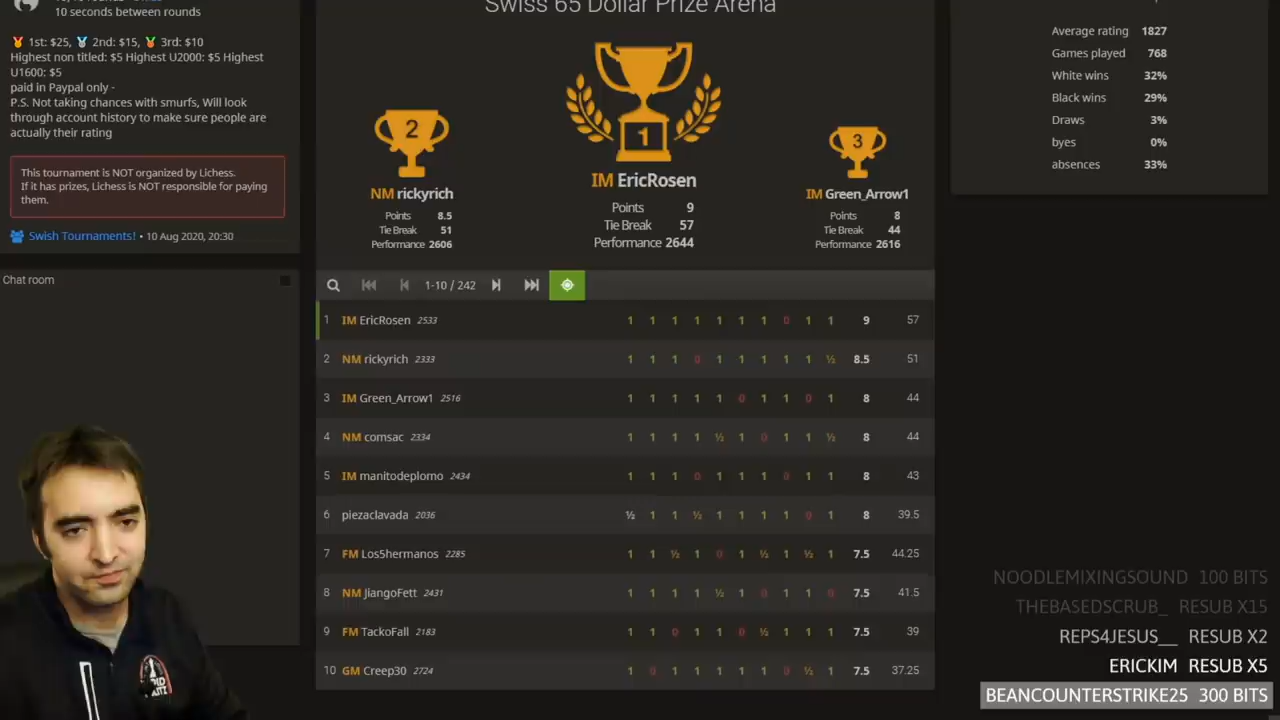 10 seconds between rounds
1st: $25, 2nd: $15, 3rd: $10
Highest non titled: $5 Highest U2000: $5 Highest
U1600: $5
paid in Paypal only -
P.S. Not taking chances with smurfs, Will look
through account history to make sure people are
actually their rating
This tournament is NOT organized by Lichess.
If it has prizes, Lichess is NOT responsible for paying
them.
Swish Tournaments! • 10 Aug 2020, 20:30
Chat room
Swiss 65 Dollar Prize Arena
2
NM rickyrich
Points 8.5
Tie Break 51
Performance 2606
1
IM EricRosen
Points 9
Tie Break 57
Performance 2644
3
IM Green_Arrow1
Points 8
Tie Break 44
Performance 2616
1-10 / 242
1 IM EricRosen 2533 1 1 1 1 1 1 1 0 1 1 9 57
2 NM rickyrich 2333 1 1 1 0 1 1 1 1 1 ½ 8.5 51
3 IM Green_Arrow1 2516 1 1 1 1 1 0 1 1 0 1 8 44
4 NM comsac 2334 1 1 1 1 ½ 1 0 1 1 ½ 8 44
5 IM manitodeplomo 2434 1 1 1 0 1 1 1 0 1 1 8 43
6 piezaclavada 2036 ½ 1 1 ½ 1 1 1 1 0 1 8 39.5
7 FM Los5hermanos 2285 1 1 ½ 1 0 1 ½ 1 ½ 1 7.5 44.25
8 NM JiangoFett 2431 1 1 1 1 ½ 1 0 1 1 0 7.5 41.5
9 FM TackoFall 2183 1 1 0 1 1 0 ½ 1 1 1 7.5 39
10 GM Creep30 2724 1 0 1 1 1 1 1 0 ½ 1 7.5 37.25
Average rating 1827
Games played 768
White wins 32%
Black wins 29%
Draws 3%
byes 0%
absences 33%
NOODLEMIXINGSOUND 100 BITS
THEBASEDSCRUB_ RESUB X15
REPS4JESUS__ RESUB X2
ERICKIM RESUB X5
BEANCOUNTERSTRIKE25 300 BITS